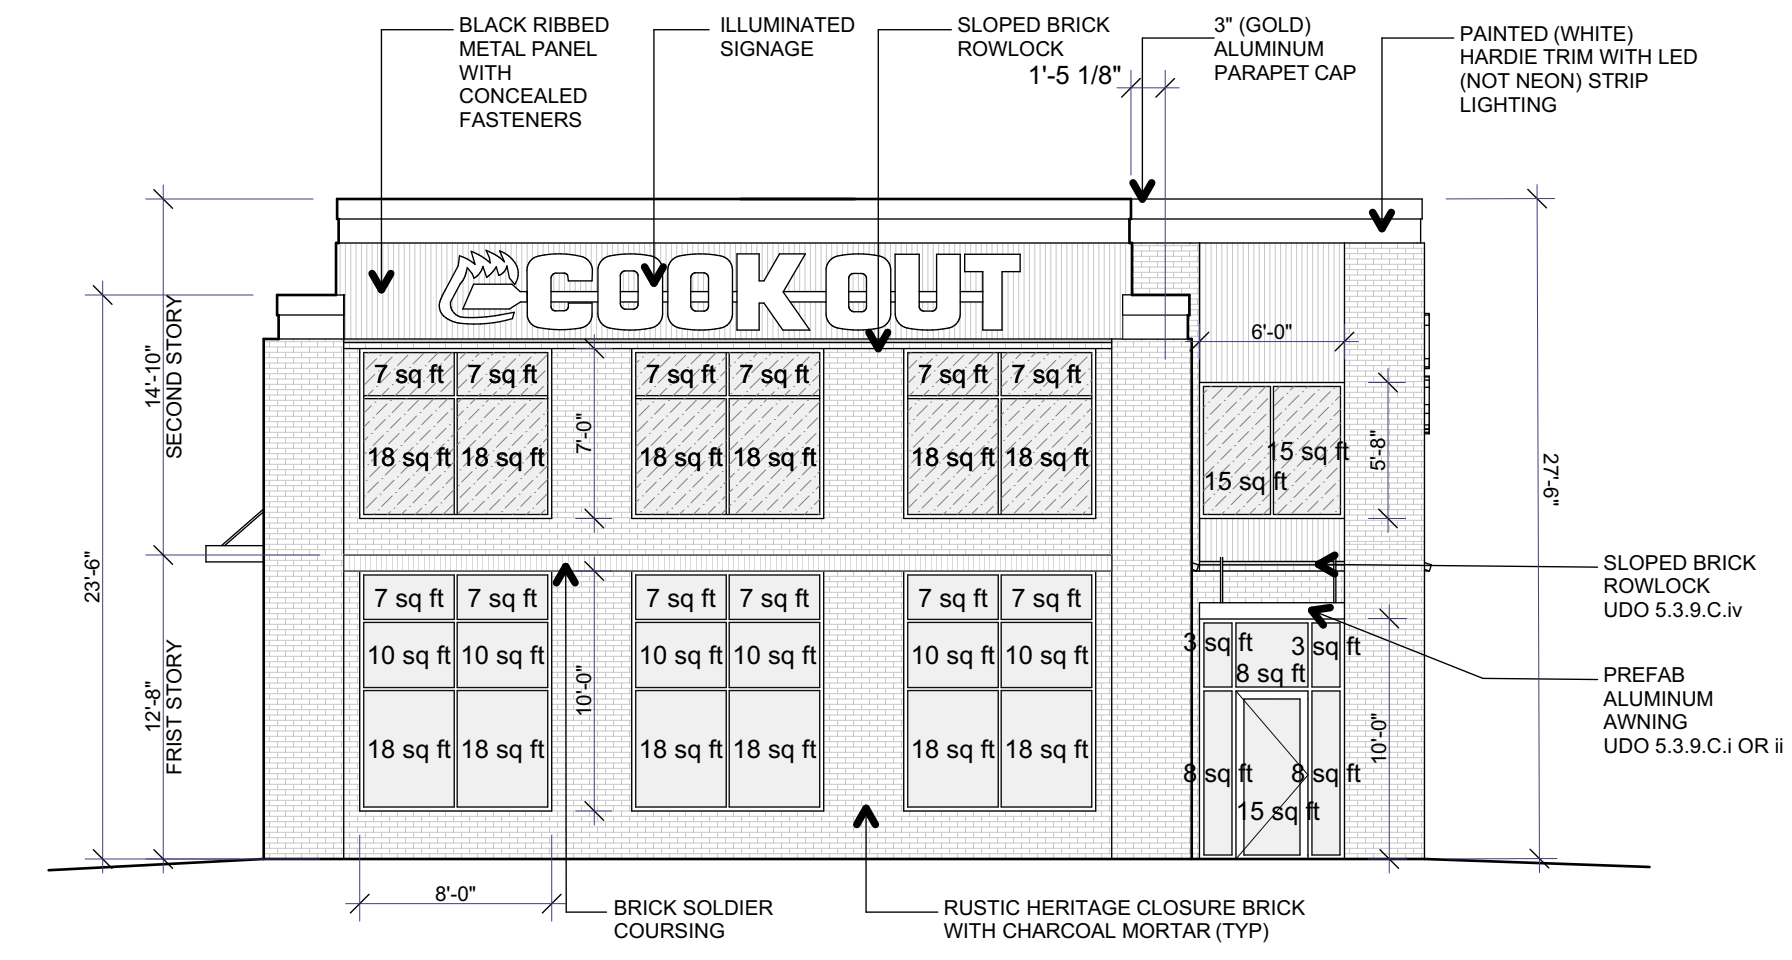 BLACK RIBBED
METAL PANEL
WITH
CONCEALED
FASTENERS
ILLUMINATED
SIGNAGE
SLOPED BRICK
ROWLOCK
1'-5 1/8"
3" (GOLD)
ALUMINUM
PARAPET CAP
PAINTED (WHITE)
HARDIE TRIM WITH LED
(NOT NEON) STRIP
LIGHTING
COOK OUT
14'-10"
SECOND STORY
23'-6"
12'-8"
FRIST STORY
6'-0"
7 sq ft 7 sq ft 7 sq ft 7 sq ft 7 sq ft 7 sq ft
18 sq ft 18 sq ft 18 sq ft 18 sq ft 18 sq ft 18 sq ft
7'-0"
15 sq ft
15 sq ft
5'-8"
27'-6"
7 sq ft 7 sq ft 7 sq ft 7 sq ft 7 sq ft 7 sq ft
10 sq ft 10 sq ft 10 sq ft 10 sq ft 10 sq ft 10 sq ft
18 sq ft 18 sq ft 18 sq ft 18 sq ft 18 sq ft 18 sq ft
10'-0"
3 sq ft 3 sq ft
8 sq ft
8 sq ft 8 sq ft
15 sq ft
10'-0"
SLOPED BRICK
ROWLOCK
UDO 5.3.9.C.iv
PREFAB
ALUMINUM
AWNING
UDO 5.3.9.C.i OR ii
8'-0"
BRICK SOLDIER
COURSING
RUSTIC HERITAGE CLOSURE BRICK
WITH CHARCOAL MORTAR (TYP)